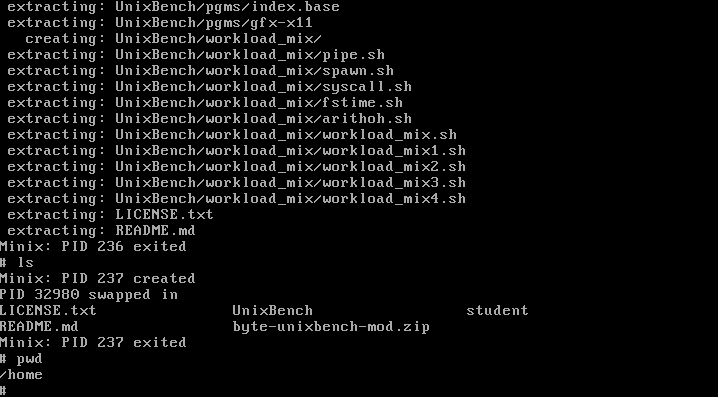 extracting: UnixBench/pgms/index.base
extracting: UnixBench/pgms/gfx-x11
creating: UnixBench/workload_mix/
extracting: UnixBench/workload_mix/pipe.sh
extracting: UnixBench/workload_mix/spawn.sh
extracting: UnixBench/workload_mix/syscall.sh
extracting: UnixBench/workload_mix/fstime.sh
extracting: UnixBench/workload_mix/arithoh.sh
extracting: UnixBench/workload_mix/workload_mix.sh
extracting: UnixBench/workload_mix/workload_mix1.sh
extracting: UnixBench/workload_mix/workload_mix2.sh
extracting: UnixBench/workload_mix/workload_mix3.sh
extracting: UnixBench/workload_mix/workload_mix4.sh
extracting: LICENSE.txt
extracting: README.md
Minix: PID 236 exited
# ls
Minix: PID 237 created
PID 32980 swapped in
LICENSE.txt UnixBench student
README.md byte-unixbench-mod.zip
Minix: PID 237 exited
# pwd
/home
#